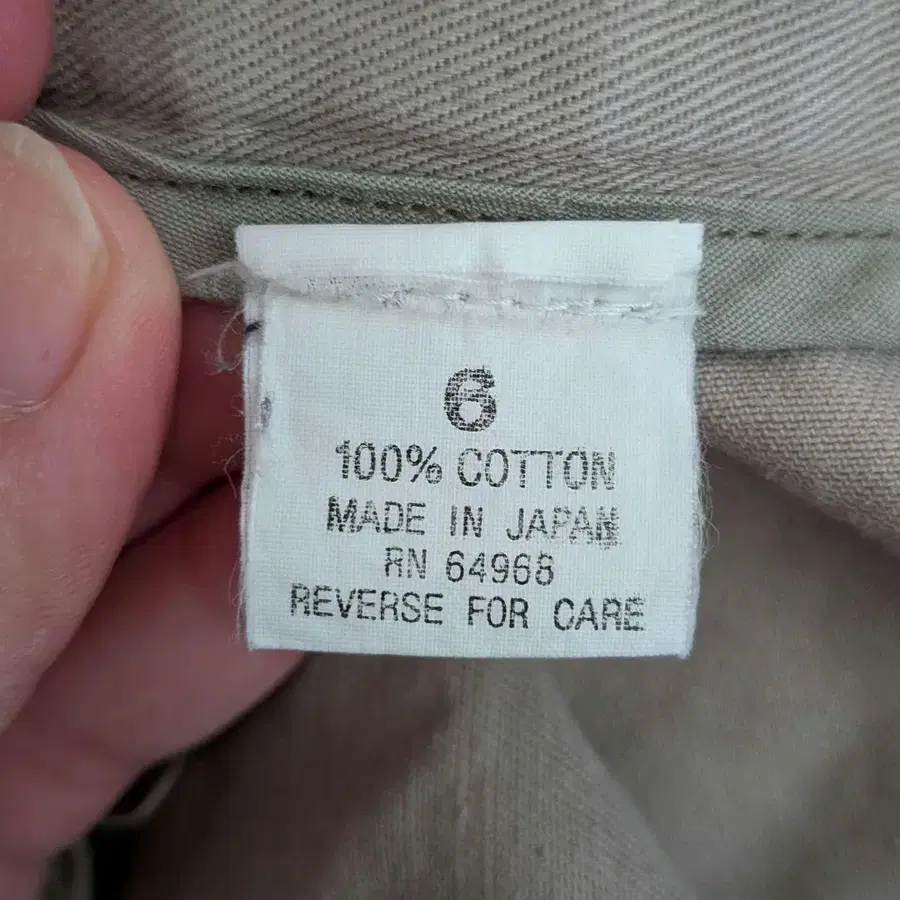 6
100% COTTON
MADE IN JAPAN
RN 64968
REVERSE FOR CARE